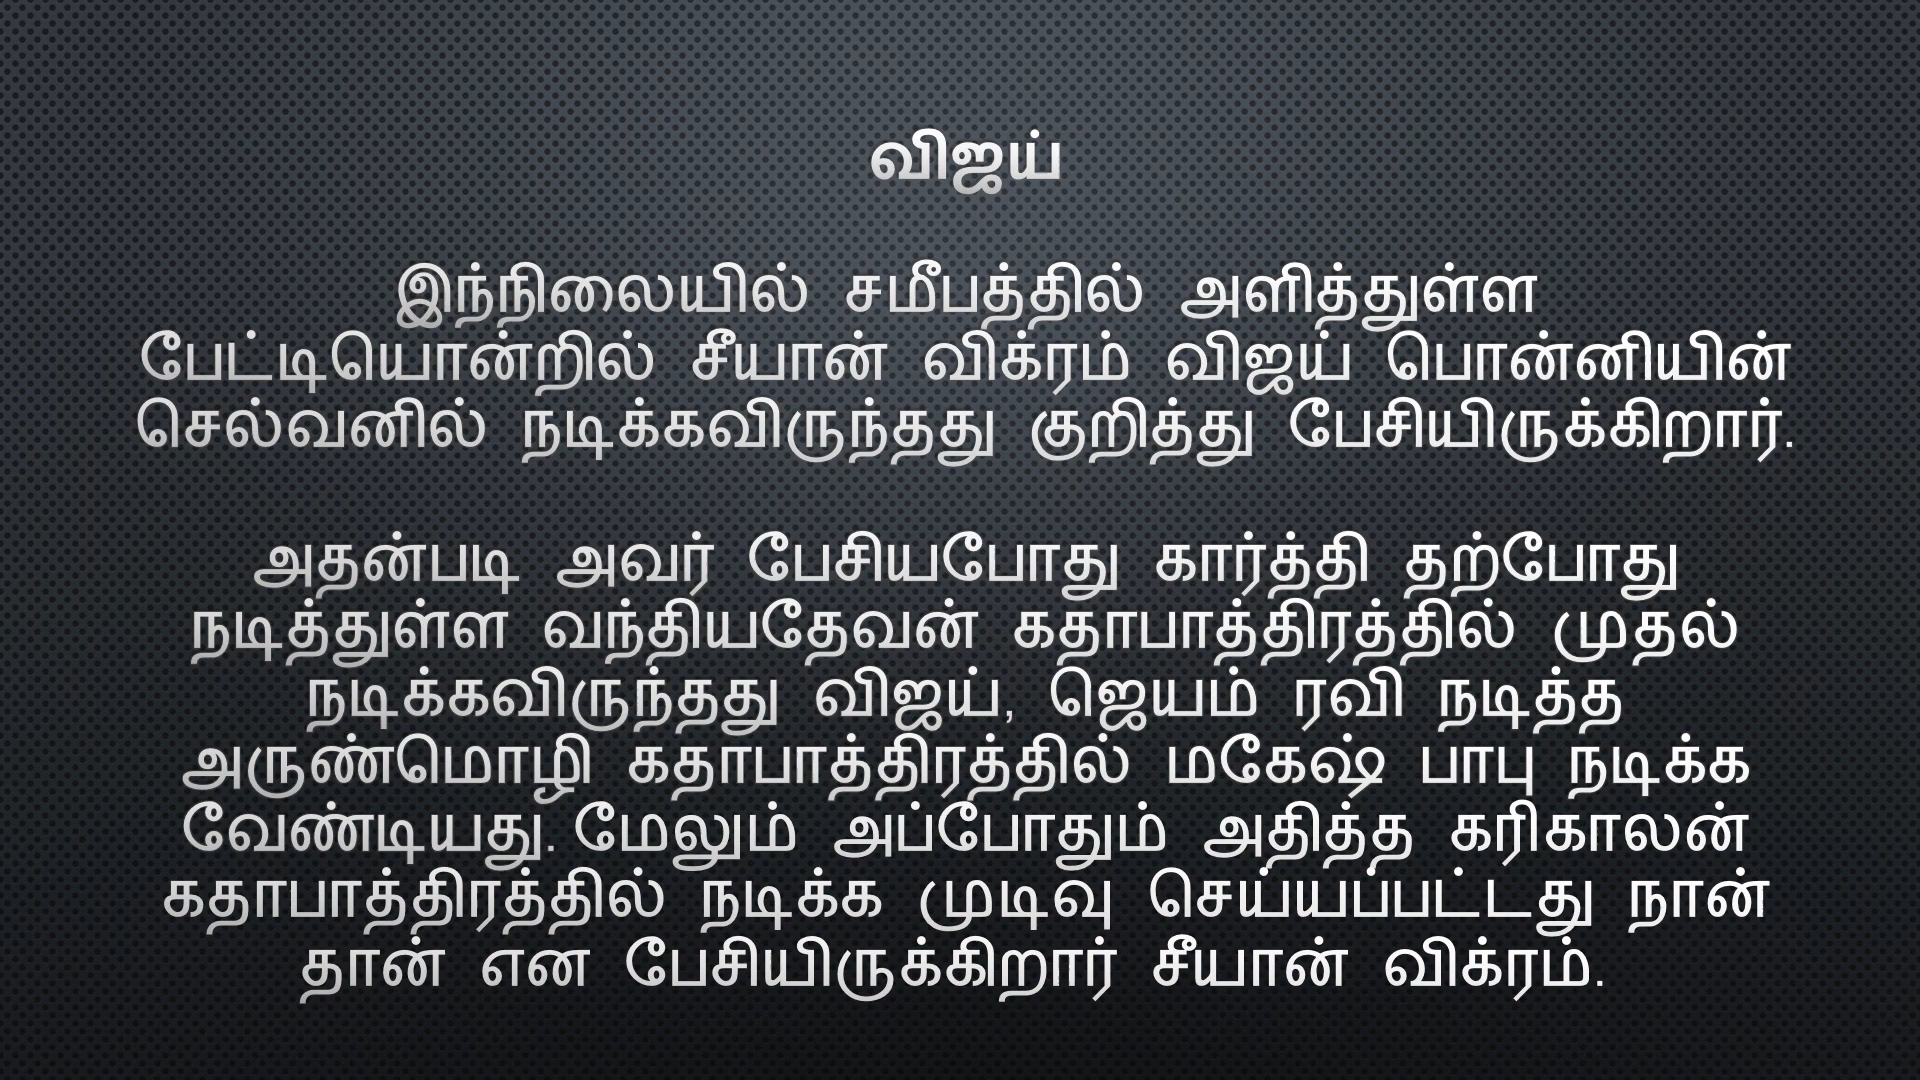 விஜய்
இந்நிலையில் சமீபத்தில் அளித்துள்ள
பேட்டியொன்றில் சீயான் விக்ரம் விஜய் பொன்னியின்
செல்வனில் நடிக்கவிருந்தது குறித்து பேசியிருக்கிறார்.
அதன்படி அவர் பேசியபோது கார்த்தி தற்போது
நடித்துள்ள வந்தியதேவன் கதாபாத்திரத்தில் முதல்
நடிக்கவிருந்தது விஜய், ஜெயம் ரவி நடித்த
அருண்மொழி கதாபாத்திரத்தில் மகேஷ் பாபு நடிக்க
வேண்டியது. மேலும் அப்போதும் அதித்த கரிகாலன்
கதாபாத்திரத்தில் நடிக்க முடிவு செய்யப்பட்டது நான்
தான் என பேசியிருக்கிறார் சீயான் விக்ரம்.